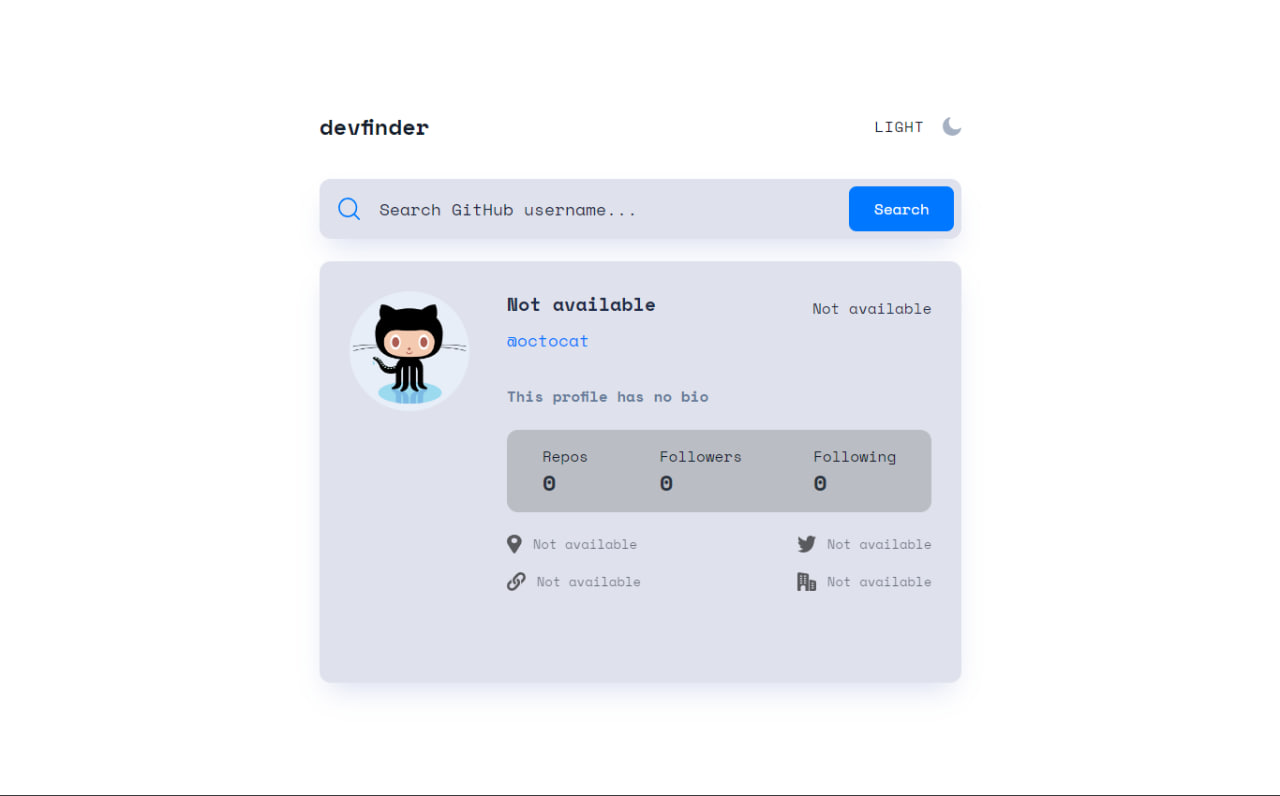 devfinder
LIGHT
Search GitHub username...
Search
Not available
Not available
@octocat
This profile has no bio
Repos
Followers
Following
0
0
0
Not available
Not available
Not available
Not available